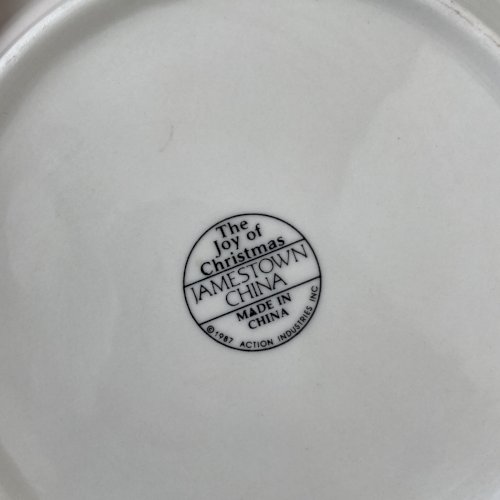 The
Joy of
Christmas
JAMESTOWN
CHINA
MADE IN
CHINA
©1987 ACTION INDUSTRIES INC